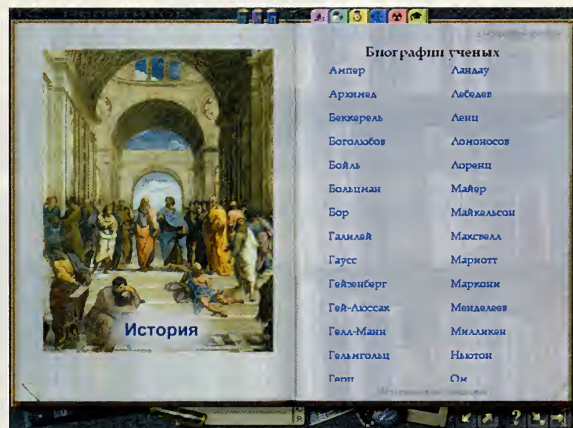 Биографии ученых
Ампер
Архимед
Беккерель
Боголюбов
Бойль
Больцман
Бор
Галилей
Гаусс
Гейзенберг
Гей-Люссак
Гелл-Манн
Гельмгольц
Герц
Ландау
Лебедев
Ленц
Ломоносов
Лоренц
Майер
Майкельсон
Максвелл
Мариотт
Маркони
Менделеев
Милликен
Ньютон
Ом
История
?